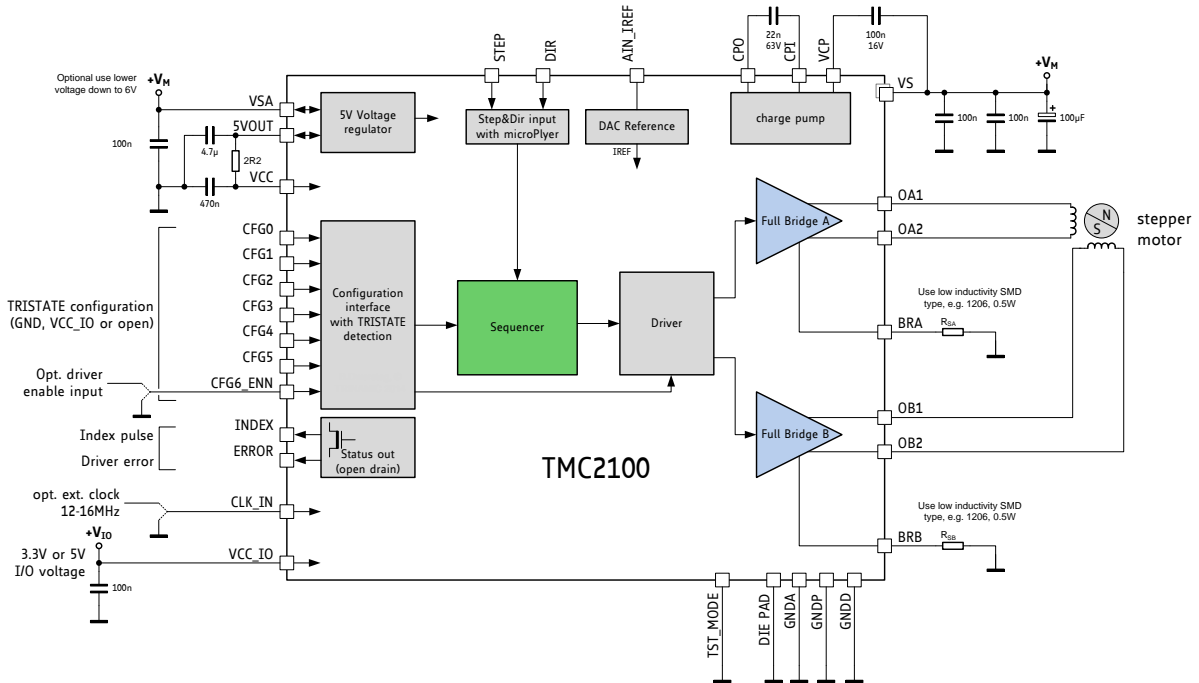 STEP
DIR
AIN_IREF
CPO
22n
63V
CPI
VCP
100n
16V
Optional use lower
voltage down to 6V
+VM
VSA
5VOUT
100n
4.7µ
2R2
VCC
470n
5V Voltage
regulator
Step&Dir input
with microPlyer
DAC Reference
IREF
charge pump
VS
+VM
100n
100n
+
100µF
TRISTATE configuration
(GND, VCC_IO or open)
CFG0
CFG1
CFG2
CFG3
CFG4
CFG5
CFG6_ENN
Opt. driver
enable input
Configuration
interface
with TRISTATE
detection
Sequencer
Driver
Full Bridge A
OA1
OA2
N
S
stepper
motor
Use low inductivity SMD
type, e.g. 1206, 0.5W
BRA
RSA
Full Bridge B
OB1
OB2
Use low inductivity SMD
type, e.g. 1206, 0.5W
BRB
RSB
Index pulse
Driver error
INDEX
ERROR
Status out
(open drain)
TMC2100
opt. ext. clock
12-16MHz
CLK_IN
+VIO
3.3V or 5V
I/O voltage
VCC_IO
100n
TST_MODE
DIE PAD
GNDA
GNDP
GNDD